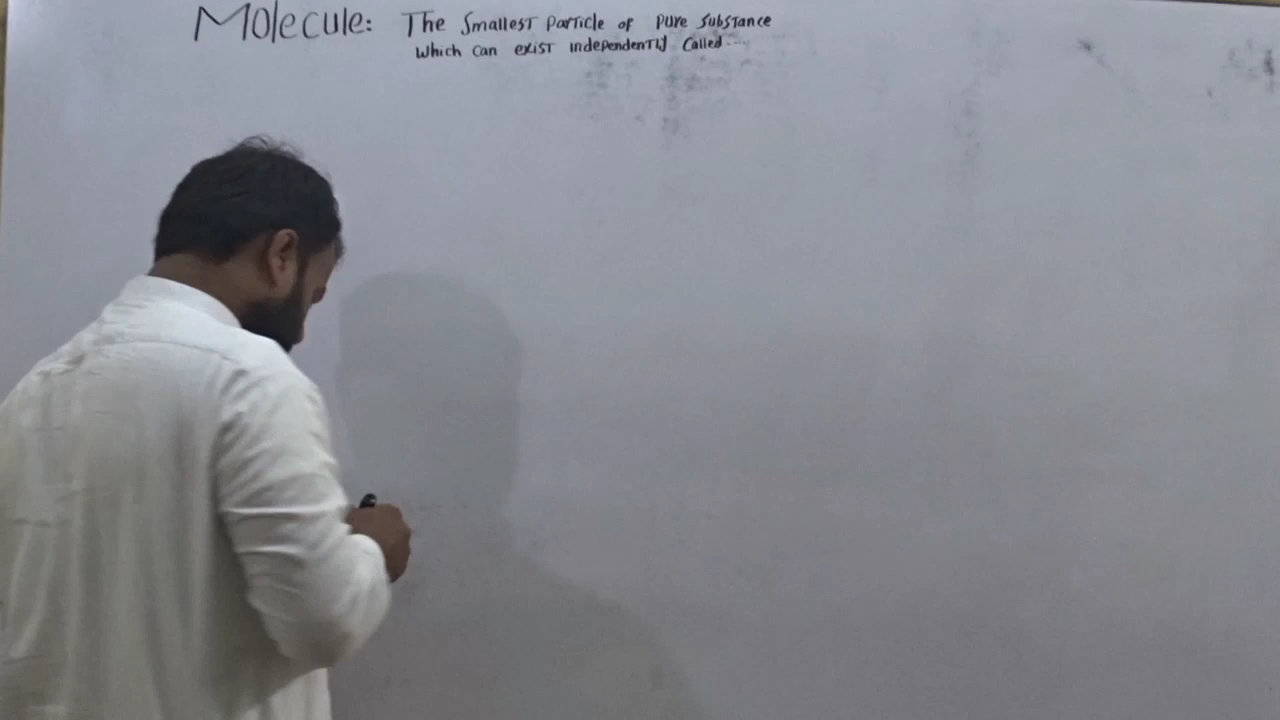 Molecule: The Smallest Particle of Pure Substance
Which Can exist independently Called ----